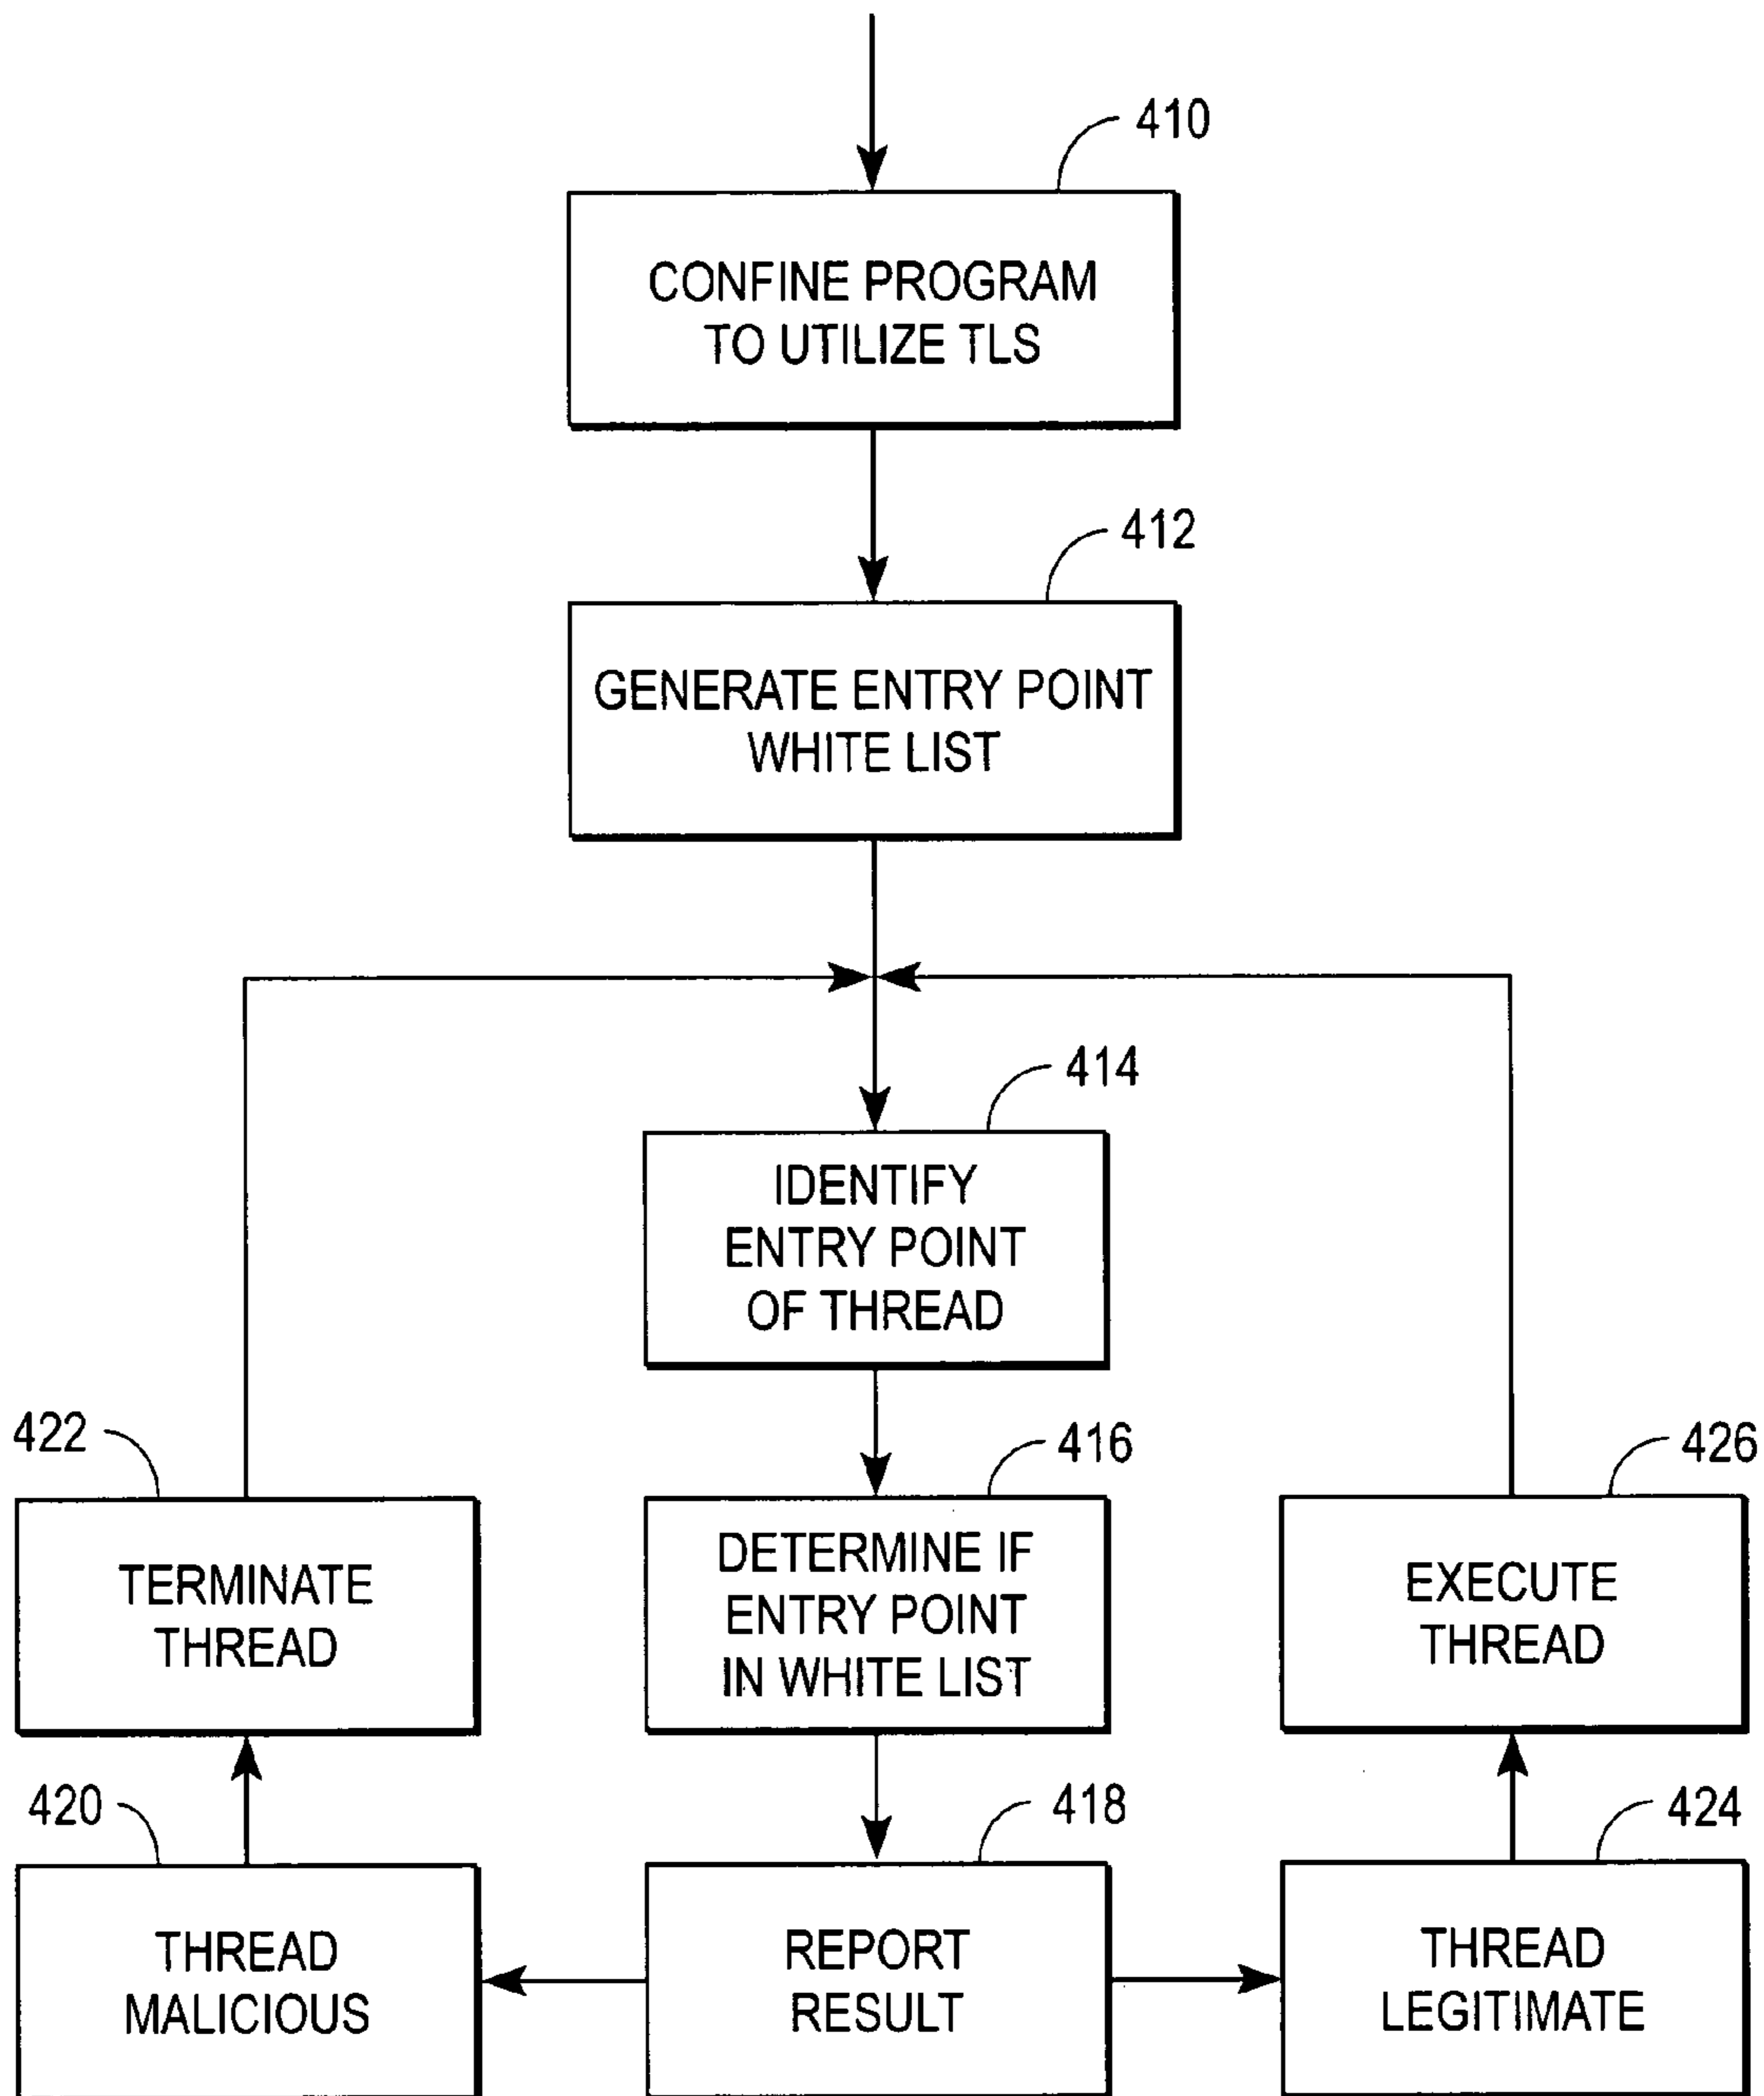 410
CONFINE PROGRAM
TO UTILIZE TLS
412
GENERATE ENTRY POINT
WHITE LIST
414
IDENTIFY
ENTRY POINT
OF THREAD
422
TERMINATE
THREAD
416
DETERMINE IF
ENTRY POINT
IN WHITE LIST
426
EXECUTE
THREAD
420
THREAD
MALICIOUS
418
REPORT
RESULT
424
THREAD
LEGITIMATE